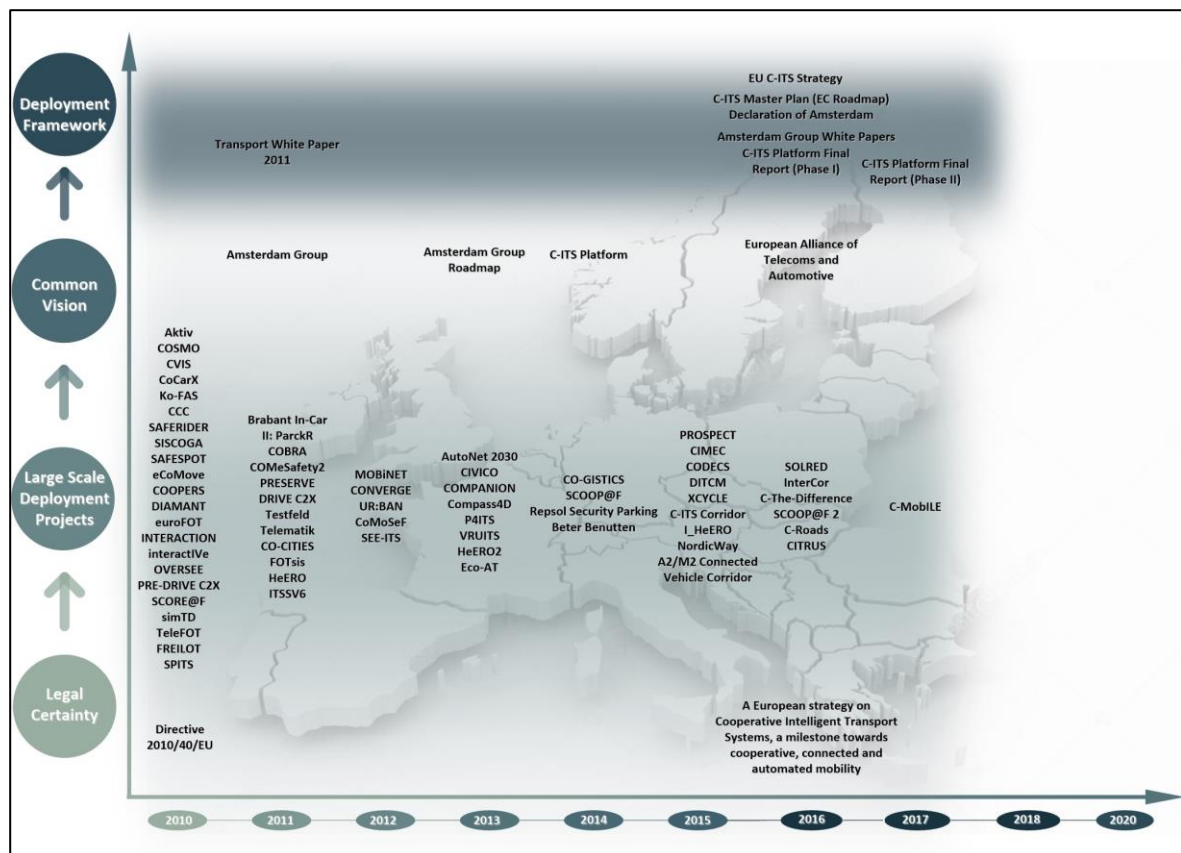 Deployment
Framework
Common
Vision
Large Scale
Deployment
Projects
Legal
Certainty
EU C-ITS Strategy
C-ITS Master Plan (EC Roadmap)
Declaration of Amsterdam
Amsterdam Group White Papers
C-ITS Platform Final
Report (Phase I)
C-ITS Platform Final
Report (Phase II)
Transport White Paper
2011
Amsterdam Group
Amsterdam Group
Roadmap
C-ITS Platform
European Alliance of
Telecoms and
Automotive
Aktiv
COSMO
CVIS
CoCarX
Ko-FAS
CCC
SAFERIDER
SISCOGA
SAFESPOT
eCoMove
COOPERS
DIAMANT
euroFOT
INTERACTION
interactIVe
OVERSEE
PRE-DRIVE C2X
SCORE@F
simTD
TeleFOT
FREILOT
SPITS
Brabant In-Car
II: ParckR
COBRA
COMeSafety2
PRESERVE
DRIVE C2X
Testfeld
Telematik
CO-CITIES
FOTsis
HeERO
ITSSV6
MOBiNET
CONVERGE
UR:BAN
CoMoSeF
SEE-ITS
AutoNet 2030
CIVICO
COMPANION
Compass4D
P4ITS
VRUITS
HeERO2
Eco-AT
CO-GISTICS
SCOOP@F
Repsol Security Parking
Beter Benutten
PROSPECT
CIMEC
CODECS
DITCM
XCYCLE
C-ITS Corridor
I_HeERO
NordicWay
A2/M2 Connected
Vehicle Corridor
SOLRED
InterCor
C-The-Difference
SCOOP@F 2
C-Roads
CITRUS
C-MobILE
Directive
2010/40/EU
A European strategy on
Cooperative Intelligent Transport
Systems, a milestone towards
cooperative, connected and
automated mobility
2010
2011
2012
2013
2014
2015
2016
2017
2018
2020